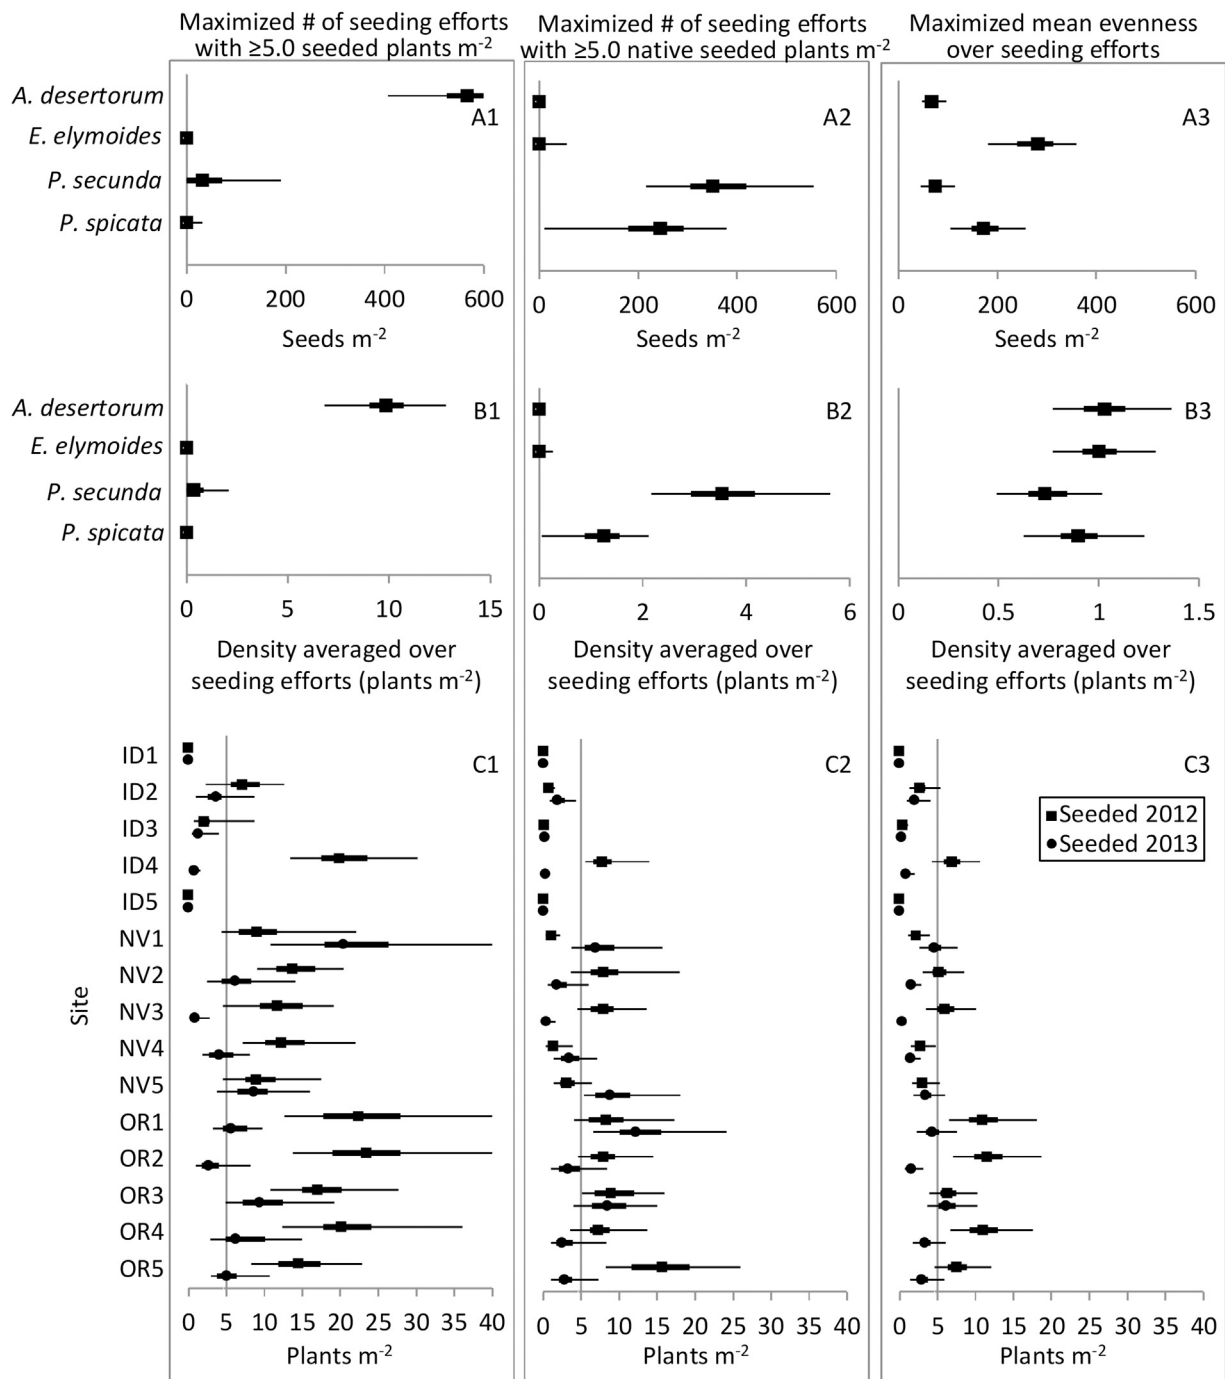 Maximized # of seeding efforts
with ≥5.0 seeded plants m-2
Maximized # of seeding efforts
with ≥5.0 native seeded plants m-2
Maximized mean evenness
over seeding efforts
A. desertorum
E. elymoides
P. secunda
P. spicata
A1
A2
A3
0 200 400 600
0 200 400 600
0 200 400 600
Seeds m-2
Seeds m-2
Seeds m-2
A. desertorum
E. elymoides
P. secunda
P. spicata
B1
B2
B3
0 5 10 15
0 2 4 6
0 0.5 1 1.5
Density averaged over
seeding efforts (plants m-2)
Density averaged over
seeding efforts (plants m-2)
Density averaged over
seeding efforts (plants m-2)
Site
ID1
ID2
ID3
ID4
ID5
NV1
NV2
NV3
NV4
NV5
OR1
OR2
OR3
OR4
OR5
C1
C2
C3
Seeded 2012
Seeded 2013
0 5 10 15 20 25 30 35 40
0 5 10 15 20 25 30 35 40
0 5 10 15 20 25 30 35 40
Plants m-2
Plants m-2
Plants m-2